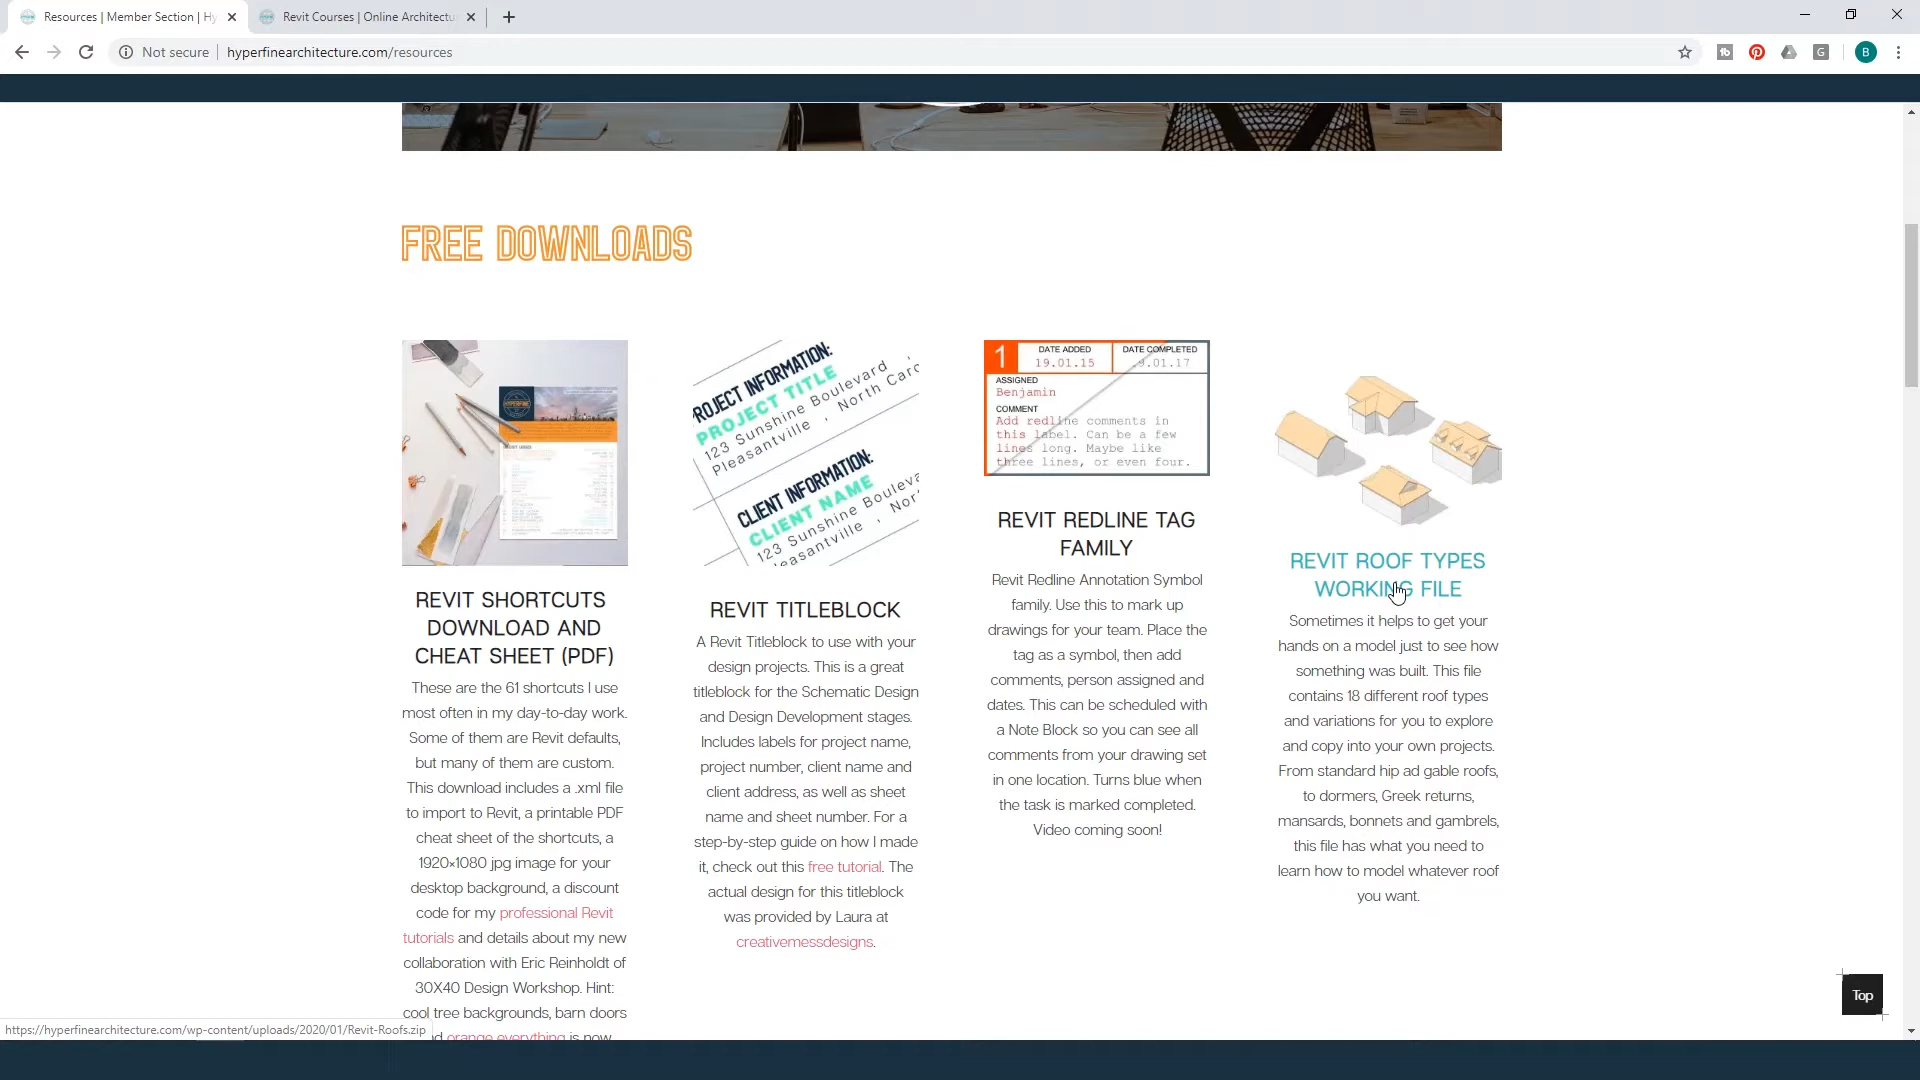 Resources | Member Section | Hy
Revit Courses | Online Architectu
Not secure
hyperfinearchitecture.com/resources
B
FREE DOWNLOADS
ROJECT INFORMATION:
PROJECT TITLE
123 Sunshine Boulevard ,
Pleasantville , North Carc
CLIENT INFORMATION:
CLIENT NAME
123 Sunshine Bouleva
leasantville , Nor
1
DATE ADDED
19.01.15
DATE COMPLETED
.9.01.17
ASSIGNED
Benjamin
COMMENT
Add redline comments in
this label. Can be a few
lines long. Maybe like
three lines, or even four.
REVIT SHORTCUTS
DOWNLOAD AND
CHEAT SHEET (PDF)
These are the 61 shortcuts I use
most often in my day-to-day work.
Some of them are Revit defaults,
but many of them are custom.
This download includes a .xml file
to import to Revit, a printable PDF
cheat sheet of the shortcuts, a
1920×1080 jpg image for your
desktop background, a discount
code for my professional Revit
tutorials and details about my new
collaboration with Eric Reinholdt of
30X40 Design Workshop. Hint:
cool tree backgrounds, barn doors
nd orange everything is now
REVIT TITLEBLOCK
A Revit Titleblock to use with your
design projects. This is a great
titleblock for the Schematic Design
and Design Development stages.
Includes labels for project name,
project number, client name and
client address, as well as sheet
name and sheet number. For a
step-by-step guide on how I made
it, check out this free tutorial. The
actual design for this titleblock
was provided by Laura at
creativemessdesigns.
REVIT REDLINE TAG
FAMILY
Revit Redline Annotation Symbol
family. Use this to mark up
drawings for your team. Place the
tag as a symbol, then add
comments, person assigned and
dates. This can be scheduled with
a Note Block so you can see all
comments from your drawing set
in one location. Turns blue when
the task is marked completed.
Video coming soon!
REVIT ROOF TYPES
WORKING FILE
Sometimes it helps to get your
hands on a model just to see how
something was built. This file
contains 18 different roof types
and variations for you to explore
and copy into your own projects.
From standard hip ad gable roofs,
to dormers, Greek returns,
mansards, bonnets and gambrels,
this file has what you need to
learn how to model whatever roof
you want.
Top
https://hyperfinearchitecture.com/wp-content/uploads/2020/01/Revit-Roofs.zip